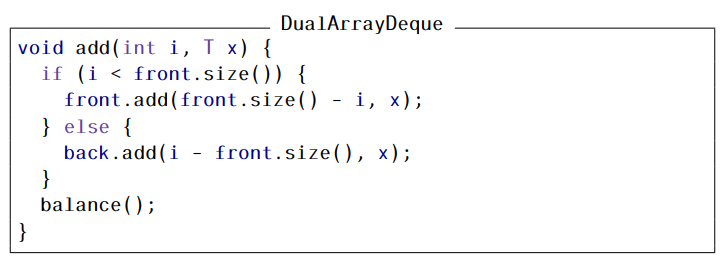 DualArrayDeque
void add(int i, T x) {
  if (i < front.size()) {
    front.add(front.size() - i, x);
  } else {
    back.add(i - front.size(), x);
  }
  balance();
}